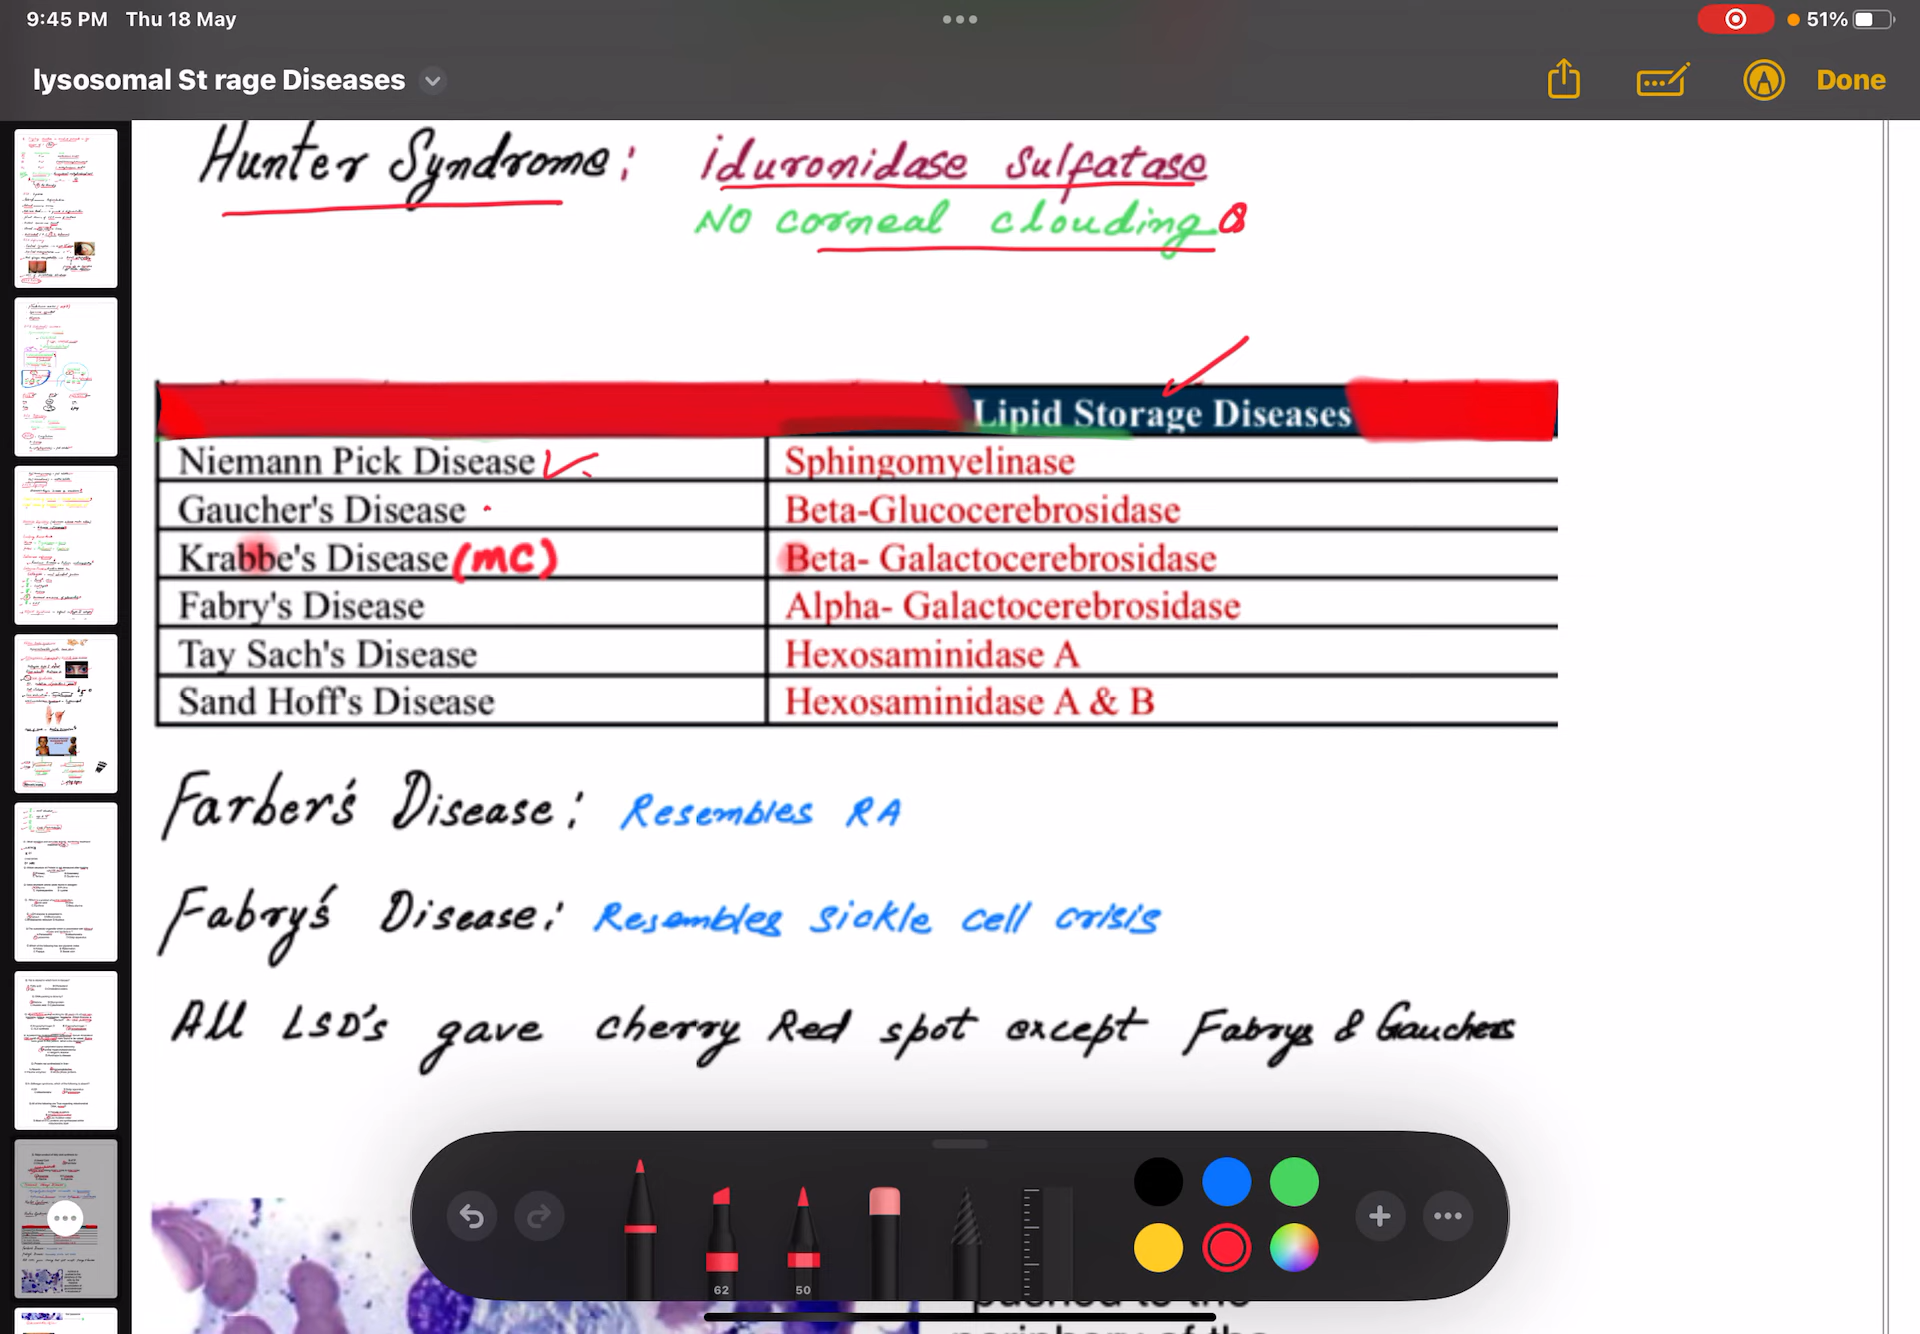 9:45 PM Thu 18 May
51%
lysosomal St rage Diseases
Done
Hunter Syndrome: iduronidase sulfatase
NO corneal clouding
Lipid Storage Diseases
Niemann Pick Disease Sphingomyelinase
Gaucher's Disease Beta-Glucocerebrosidase
Krabbe's Disease (MC) Beta- Galactocerebrosidase
Fabry's Disease Alpha- Galactocerebrosidase
Tay Sach's Disease Hexosaminidase A
Sand Hoff's Disease Hexosaminidase A & B
Farber's Disease: Resembles RA
Fabry's Disease: Resembles sickle cell crisis
All LSD's gave cherry Red spot except Fabrys & Gauchers
62 50